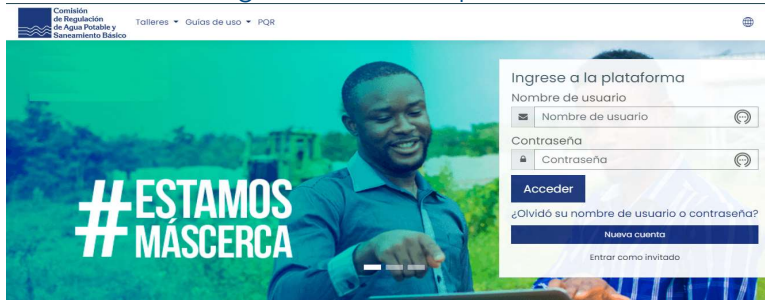 Comisión
de Regulación
de Agua Potable y
Saneamiento Básico
Talleres Guías de uso PQR
Ingrese a la plataforma
Nombre de usuario
Nombre de usuario
Contraseña
Contraseña
Acceder
¿Olvidó su nombre de usuario o contraseña?
Nueva cuenta
Entrar como invitado
#ESTAMOS
MÁSCERCA